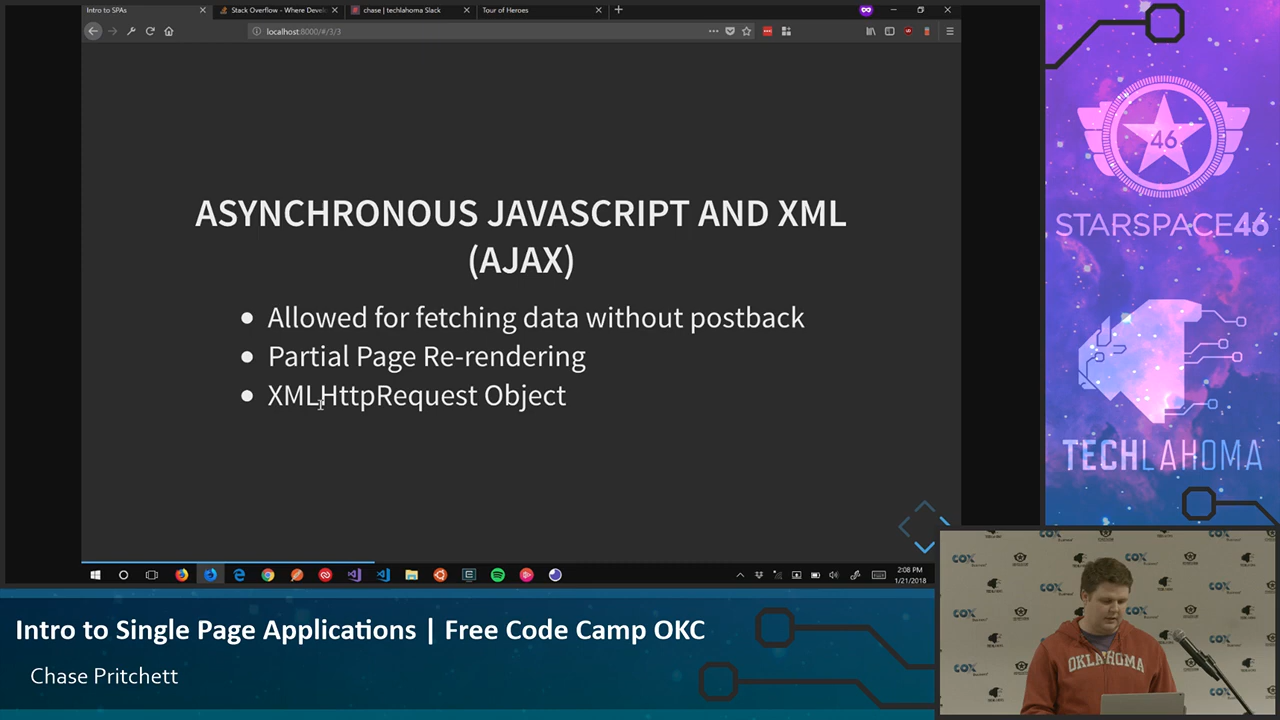 Intro to SPAs
Stack Overflow - Where Devel
chase | techlahoma Slack
Tour of Heroes
localhost:8000/#/3/3
ASYNCHRONOUS JAVASCRIPT AND XML
(AJAX)
Allowed for fetching data without postback
Partial Page Re-rendering
XMLHttpRequest Object
2:08 PM
1/21/2018
46
STARSPACE46
TECHLAHOMA
Intro to Single Page Applications | Free Code Camp OKC
Chase Pritchett
OKLAHOMA
COX